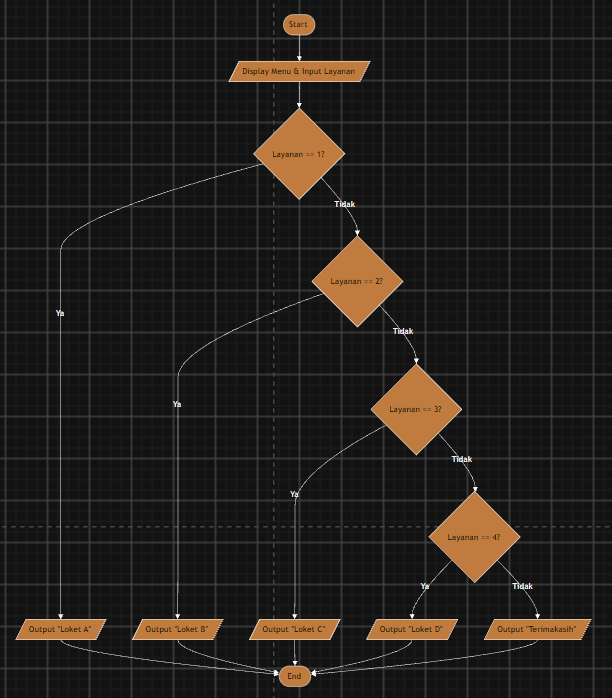 Start
Display Menu & Input Layanan
Layanan == 1?
Tidak
Layanan == 2?
Ya
Tidak
Layanan == 3?
Ya
Tidak
Ya
Layanan == 4?
Ya
Tidak
Output "Loket A"
Output "Loket B"
Output "Loket C"
Output "Loket D"
Output "Terimakasih"
End